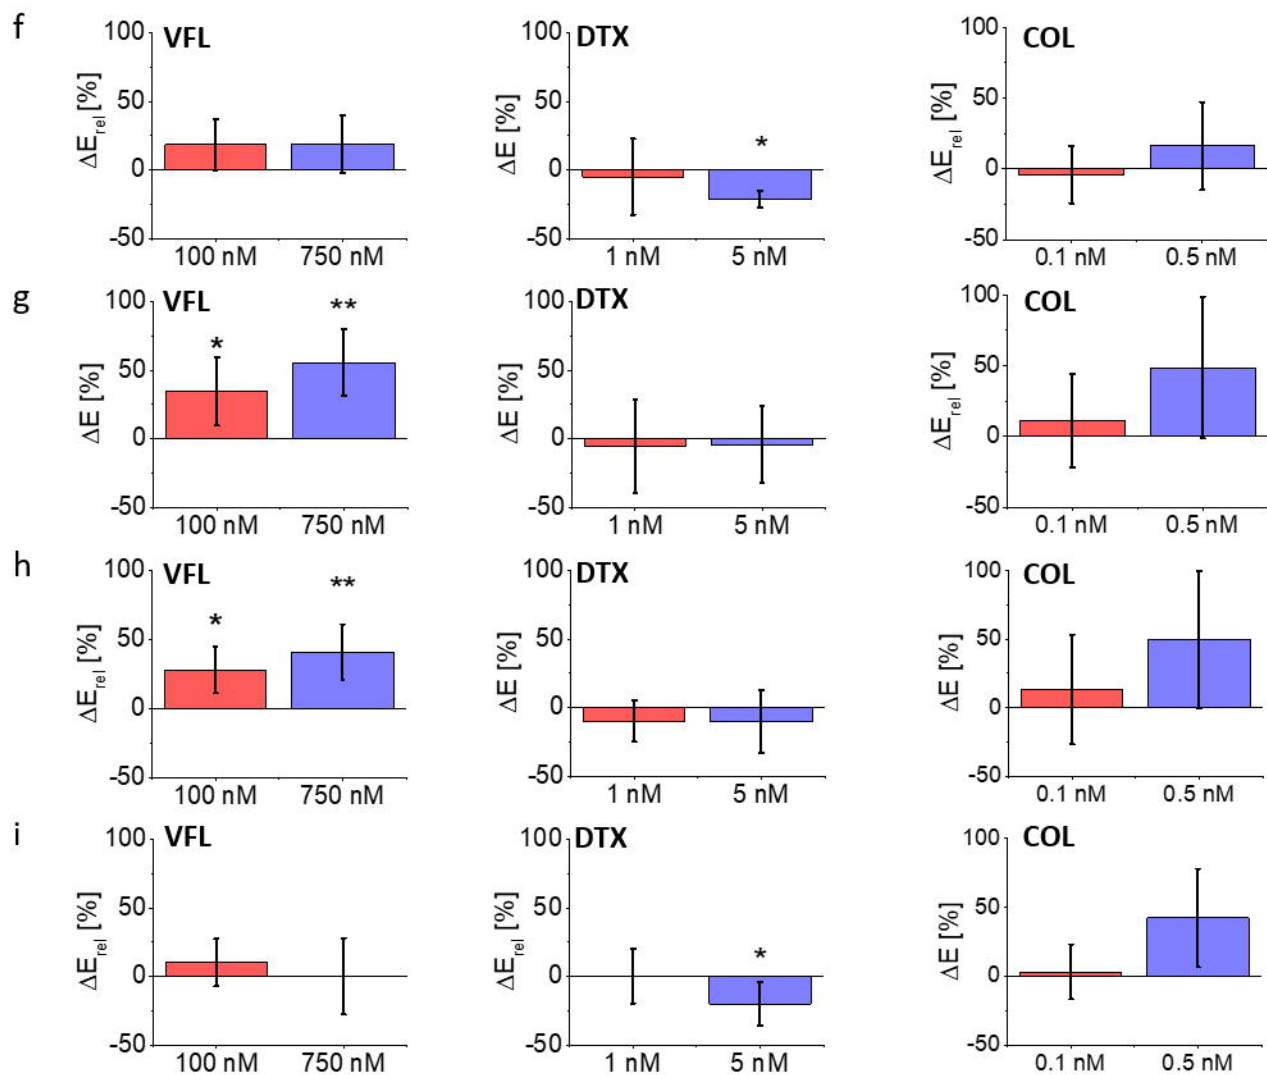 f
VFL
ΔE_rel [%]
100
50
0
-50
100 nM 750 nM
DTX
*
ΔE [%]
100
50
0
-50
1 nM 5 nM
COL
ΔE_rel [%]
100
50
0
-50
0.1 nM 0.5 nM
g
VFL
* **
ΔE [%]
100
50
0
-50
100 nM 750 nM
DTX
ΔE [%]
100
50
0
-50
1 nM 5 nM
COL
ΔE_rel [%]
100
50
0
-50
0.1 nM 0.5 nM
h
VFL
* **
ΔE_rel [%]
100
50
0
-50
100 nM 750 nM
DTX
ΔE [%]
100
50
0
-50
1 nM 5 nM
COL
ΔE [%]
100
50
0
-50
0.1 nM 0.5 nM
i
VFL
ΔE_rel [%]
100
50
0
-50
100 nM 750 nM
DTX
*
ΔE_rel [%]
100
50
0
-50
1 nM 5 nM
COL
ΔE [%]
100
50
0
-50
0.1 nM 0.5 nM